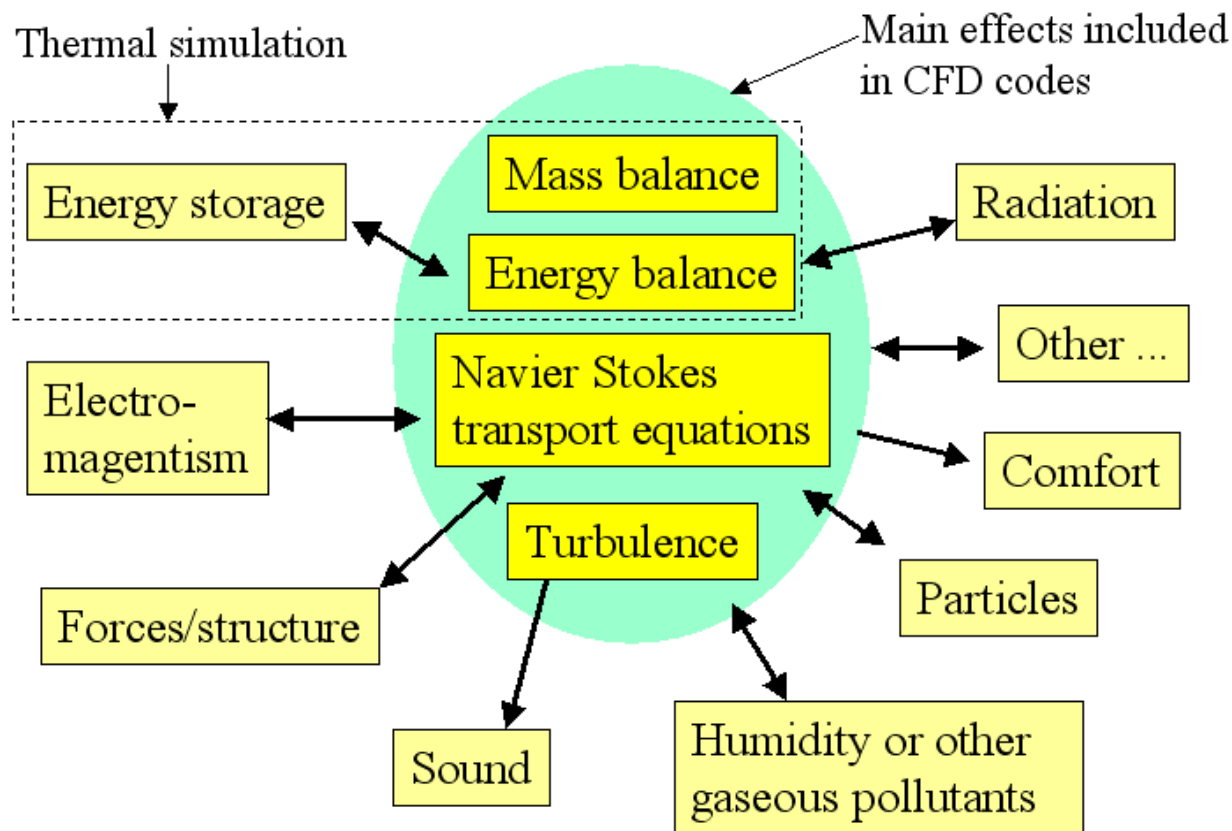 Thermal simulation
Main effects included
in CFD codes
Mass balance
Energy storage
Radiation
Energy balance
Other ...
Navier Stokes
transport equations
Electro-
magentism
Comfort
Turbulence
Particles
Forces/structure
Sound
Humidity or other
gaseous pollutants